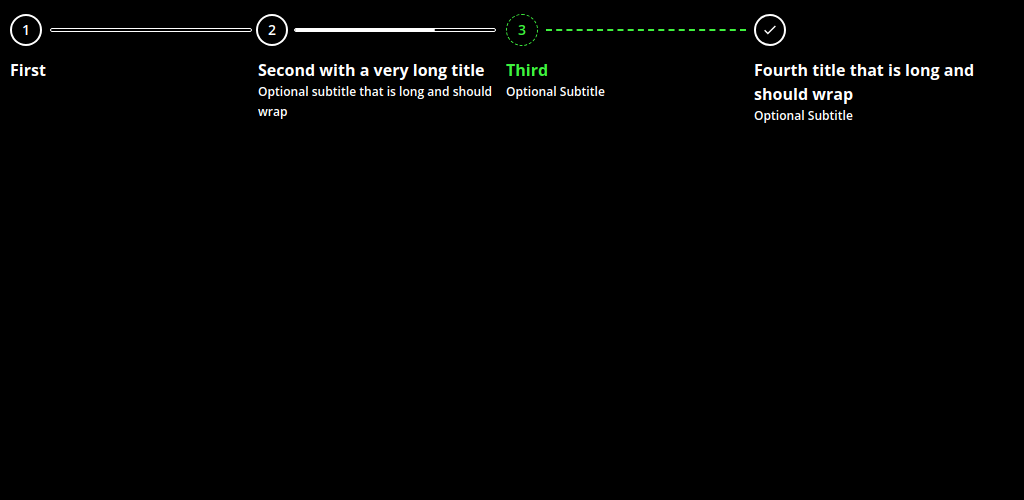 1
2
3
First
Second with a very long title
Optional subtitle that is long and should
wrap
Third
Optional Subtitle
Fourth title that is long and
should wrap
Optional Subtitle